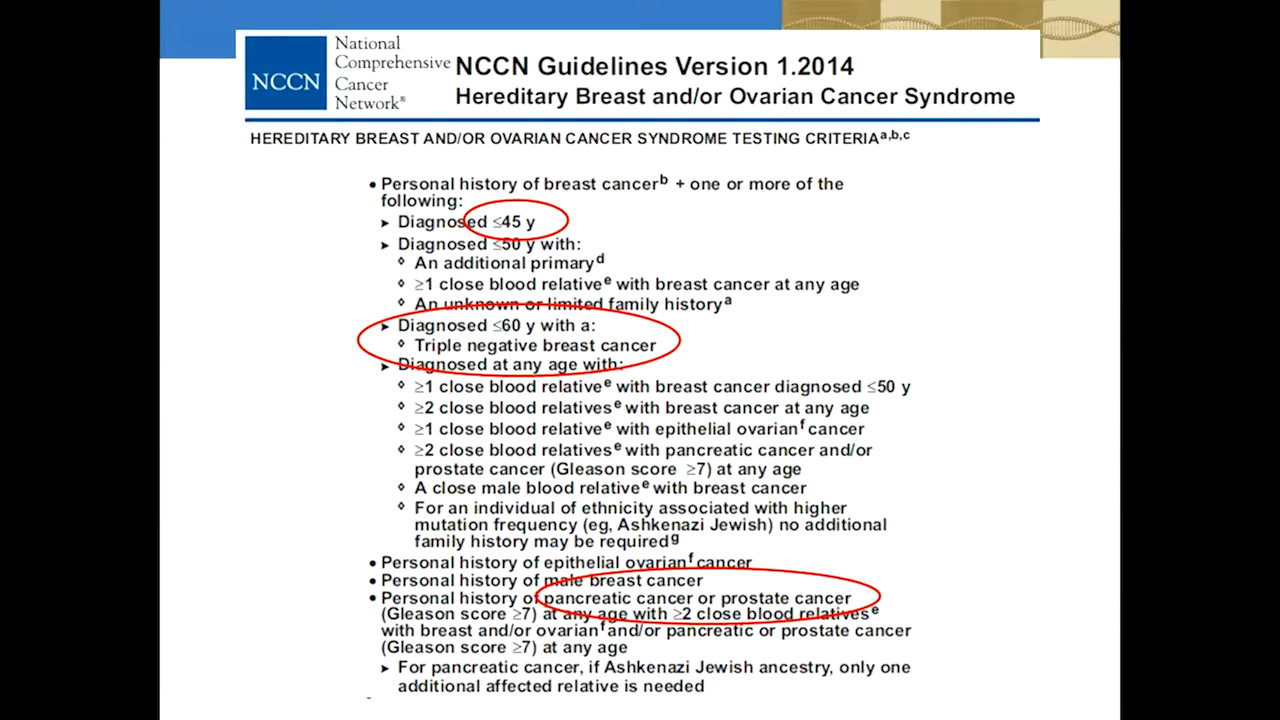 National
Comprehensive
NCCN Cancer
Network®
NCCN Guidelines Version 1.2014
Hereditary Breast and/or Ovarian Cancer Syndrome
HEREDITARY BREAST AND/OR OVARIAN CANCER SYNDROME TESTING CRITERIAa,b,c
• Personal history of breast cancerb + one or more of the
following:
➤ Diagnosed ≤45 y
➤ Diagnosed ≤50 y with:
◊ An additional primaryd
◊ ≥1 close blood relativee with breast cancer at any age
◊ An unknown or limited family historya
➤ Diagnosed ≤60 y with a:
◊ Triple negative breast cancer
➤ Diagnosed at any age with:
◊ ≥1 close blood relativee with breast cancer diagnosed ≤50 y
◊ ≥2 close blood relativese with breast cancer at any age
◊ ≥1 close blood relativee with epithelial ovarianf cancer
◊ ≥2 close blood relativese with pancreatic cancer and/or
prostate cancer (Gleason score ≥7) at any age
◊ A close male blood relativee with breast cancer
◊ For an individual of ethnicity associated with higher
mutation frequency (eg, Ashkenazi Jewish) no additional
family history may be requiredg
• Personal history of epithelial ovarianf cancer
• Personal history of male breast cancer
• Personal history of pancreatic cancer or prostate cancer
(Gleason score ≥7) at any age with ≥2 close blood relativese
with breast and/or ovarianf and/or pancreatic or prostate cancer
(Gleason score ≥7) at any age
➤ For pancreatic cancer, if Ashkenazi Jewish ancestry, only one
additional affected relative is needed